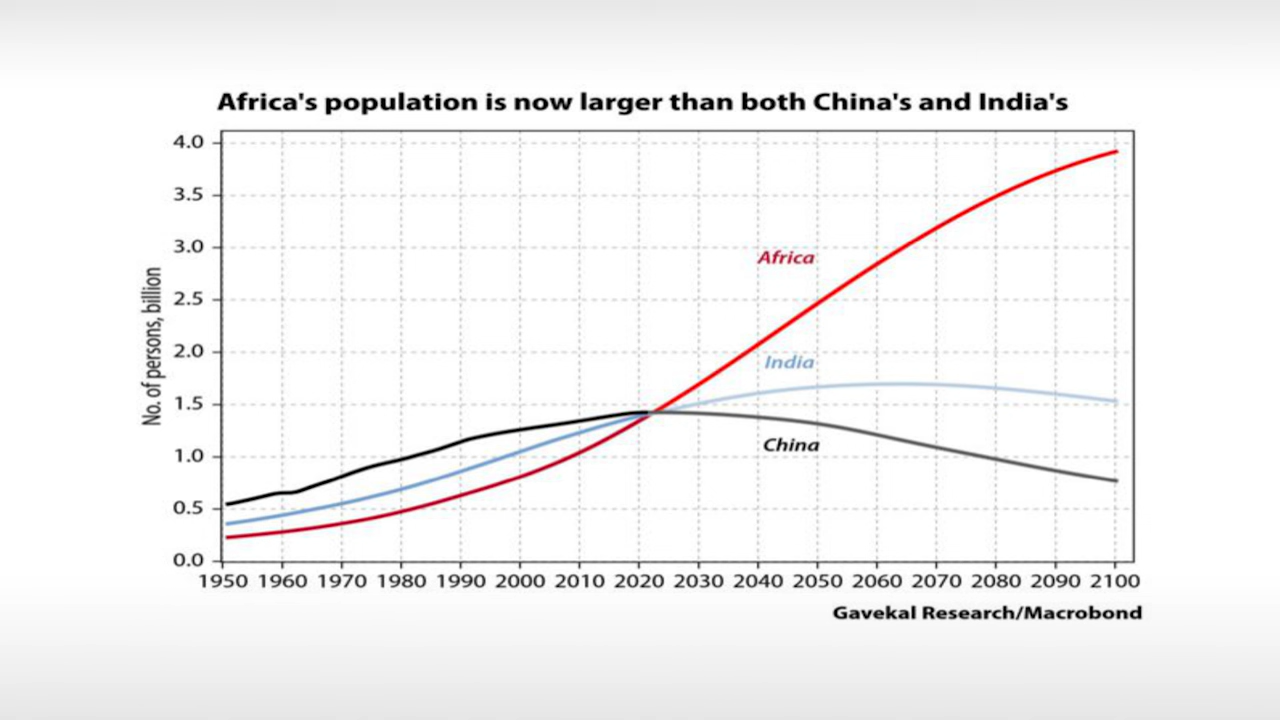 Africa's population is now larger than both China's and India's
4.0
3.5
3.0
2.5
2.0
1.5
1.0
0.5
0.0
No. of persons, billion
Africa
India
China
1950 1960 1970 1980 1990 2000 2010 2020 2030 2040 2050 2060 2070 2080 2090 2100
Gavekal Research/Macrobond